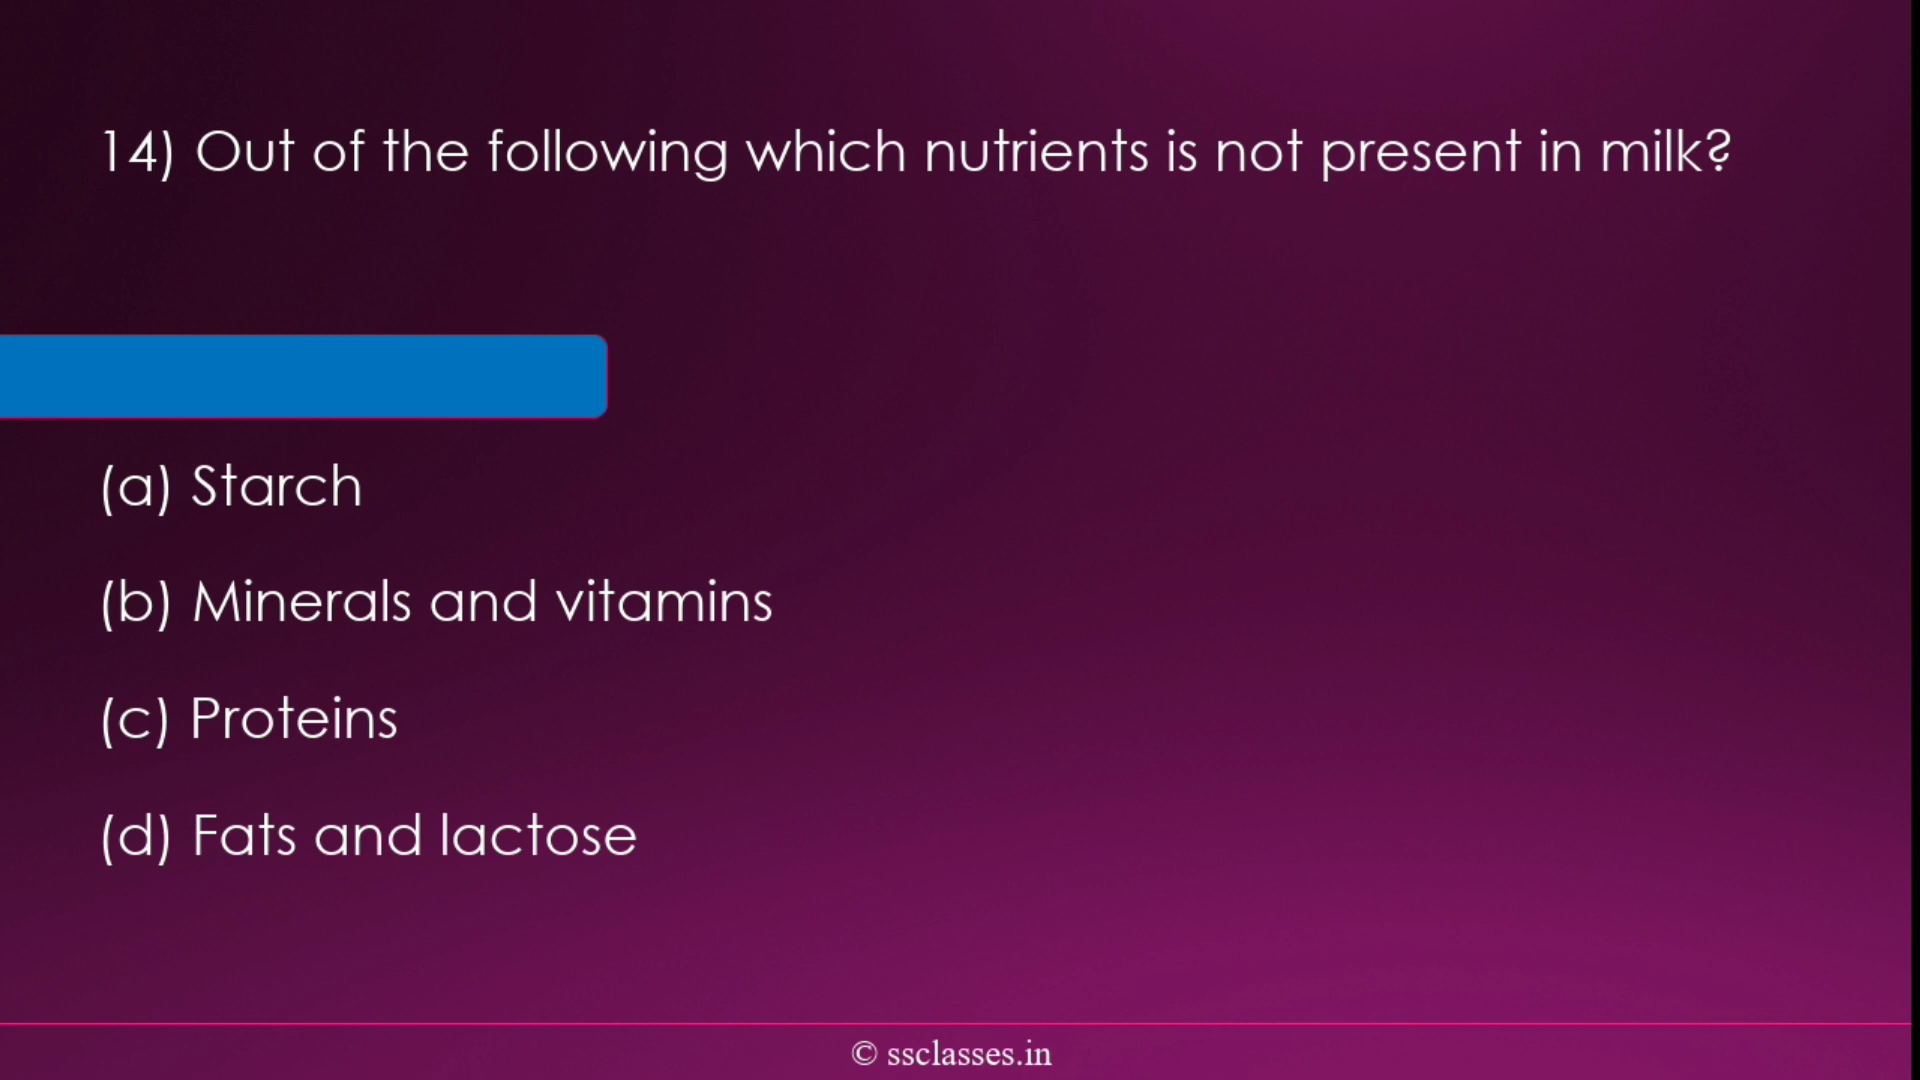 14) Out of the following which nutrients is not present in milk?
(a) Starch
(b) Minerals and vitamins
(c) Proteins
(d) Fats and lactose
© ssclasses.in